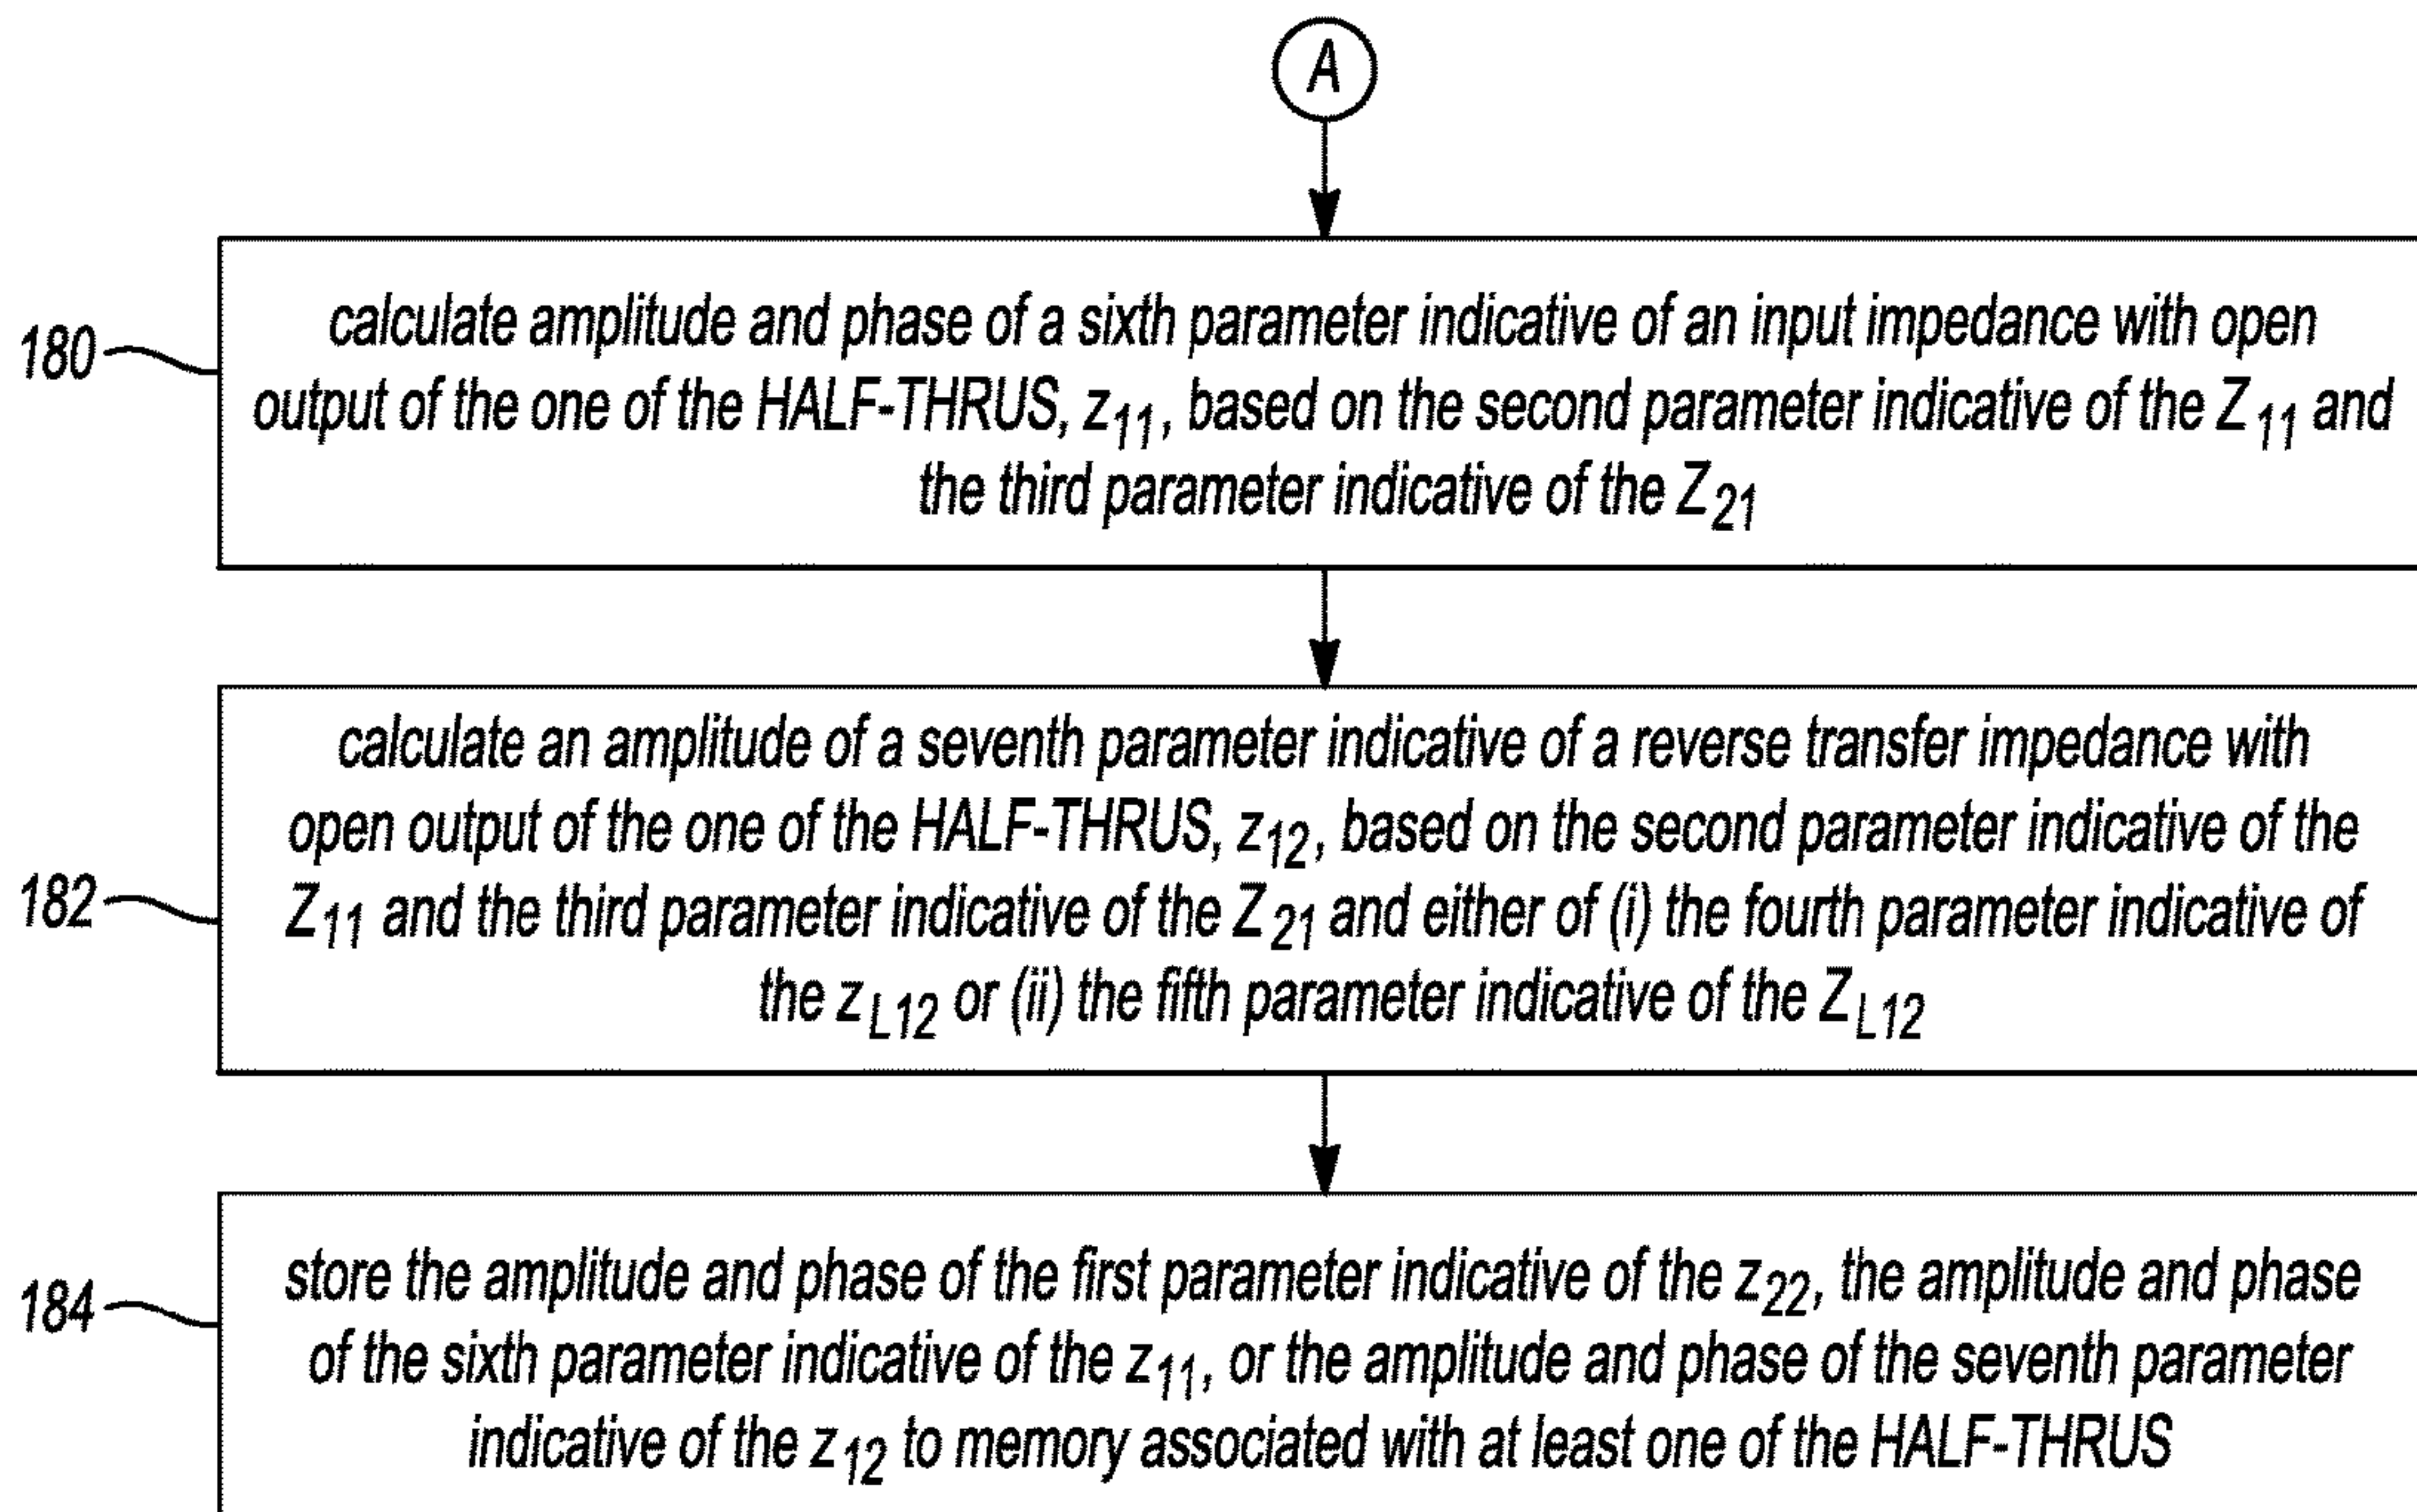 A
180
calculate amplitude and phase of a sixth parameter indicative of an input impedance with open
output of the one of the HALF-THRUS, z11, based on the second parameter indicative of the Z11 and
the third parameter indicative of the Z21
182
calculate an amplitude of a seventh parameter indicative of a reverse transfer impedance with
open output of the one of the HALF-THRUS, z12, based on the second parameter indicative of the
Z11 and the third parameter indicative of the Z21 and either of (i) the fourth parameter indicative of
the zL12 or (ii) the fifth parameter indicative of the ZL12
184
store the amplitude and phase of the first parameter indicative of the z22, the amplitude and phase
of the sixth parameter indicative of the z11, or the amplitude and phase of the seventh parameter
indicative of the z12 to memory associated with at least one of the HALF-THRUS